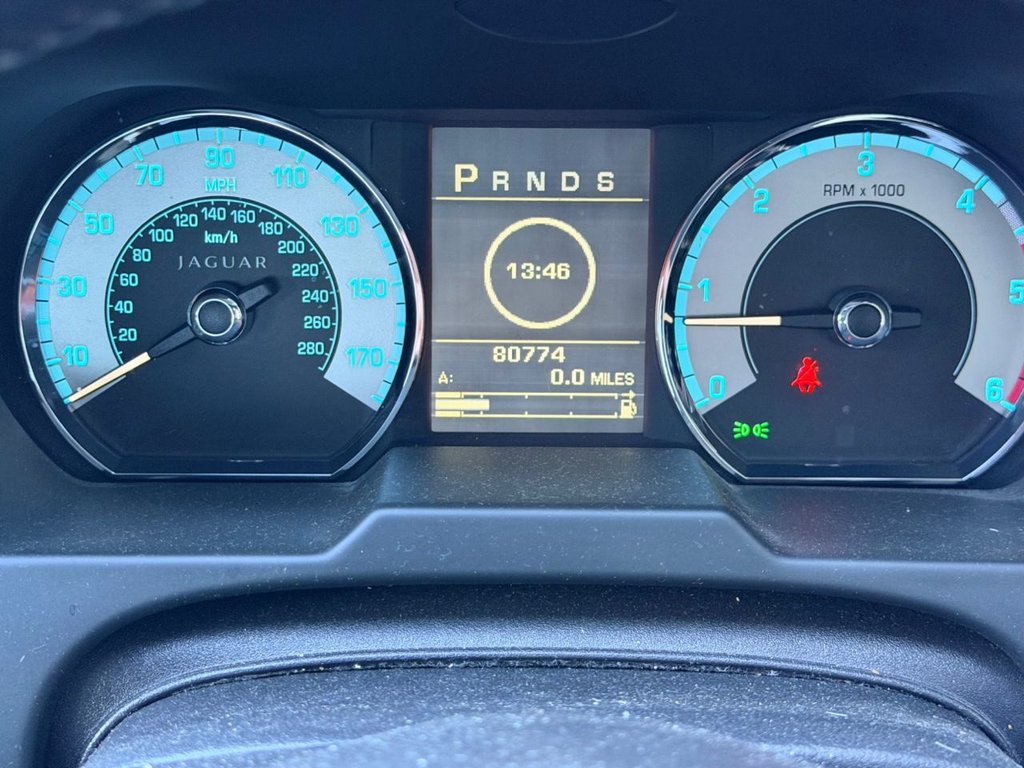 90
70 110
MPH
50 130
120 140 160
100 180
km/h
80 200
JAGUAR
60 220
30 150
40 240
20 260
280
10 170
P R N D S
13:46
80774
A: 0.0 MILES
3
RPM x 1000
2 4
1 5
0 6